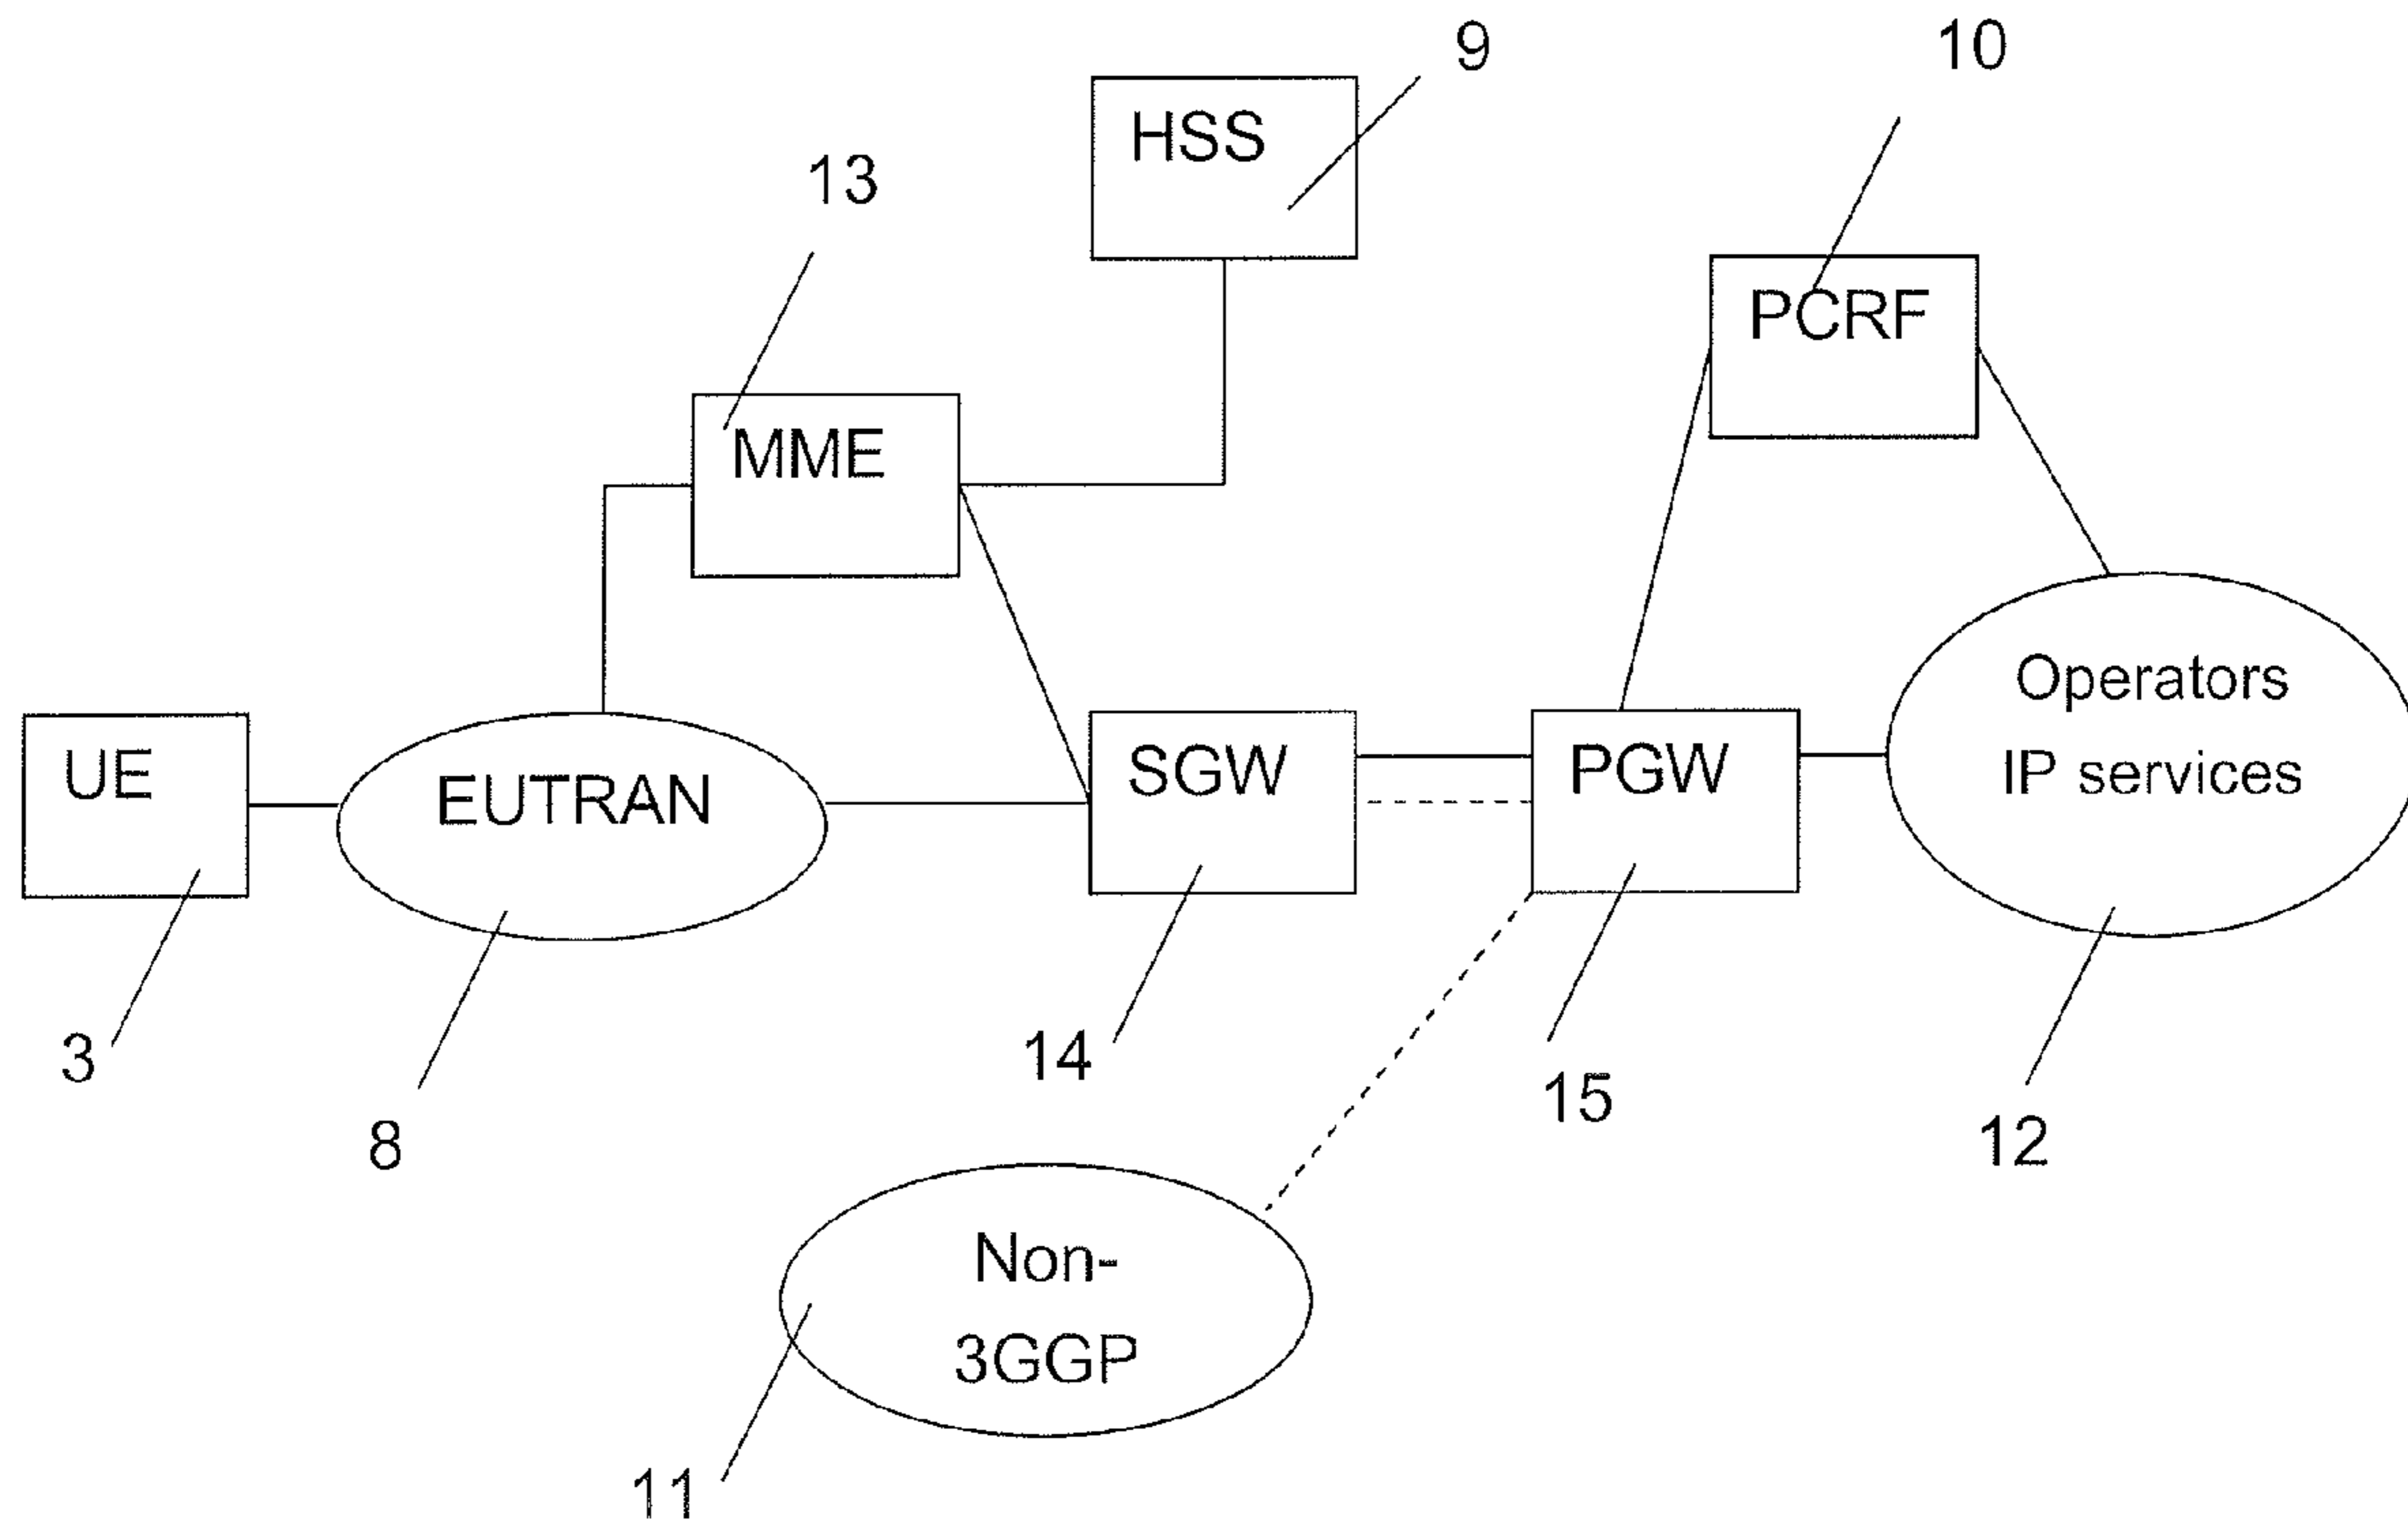 9
10
HSS
13
PCRF
MME
Operators
IP services
UE
EUTRAN
SGW
PGW
3
14
15
8
12
Non-
3GGP
11